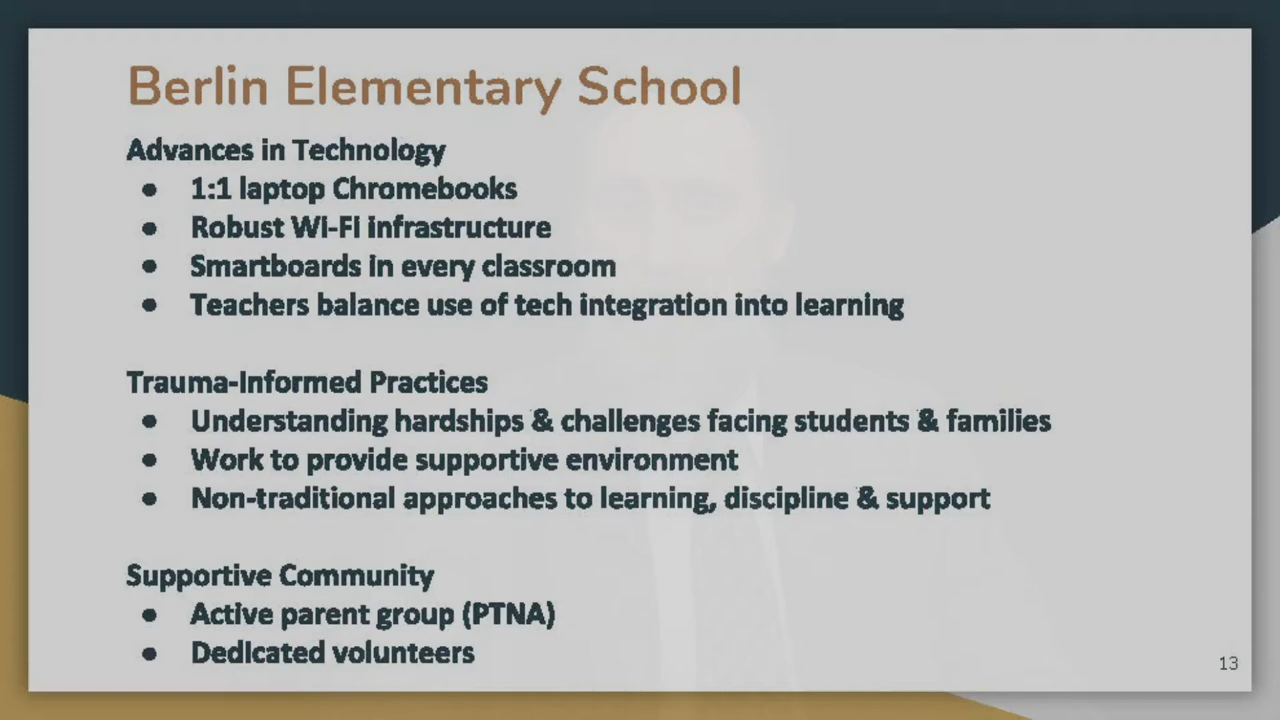 Berlin Elementary School
Advances in Technology
● 1:1 laptop Chromebooks
● Robust Wi-Fi infrastructure
● Smartboards in every classroom
● Teachers balance use of tech integration into learning
Trauma-Informed Practices
● Understanding hardships & challenges facing students & families
● Work to provide supportive environment
● Non-traditional approaches to learning, discipline & support
Supportive Community
● Active parent group (PTNA)
● Dedicated volunteers
13